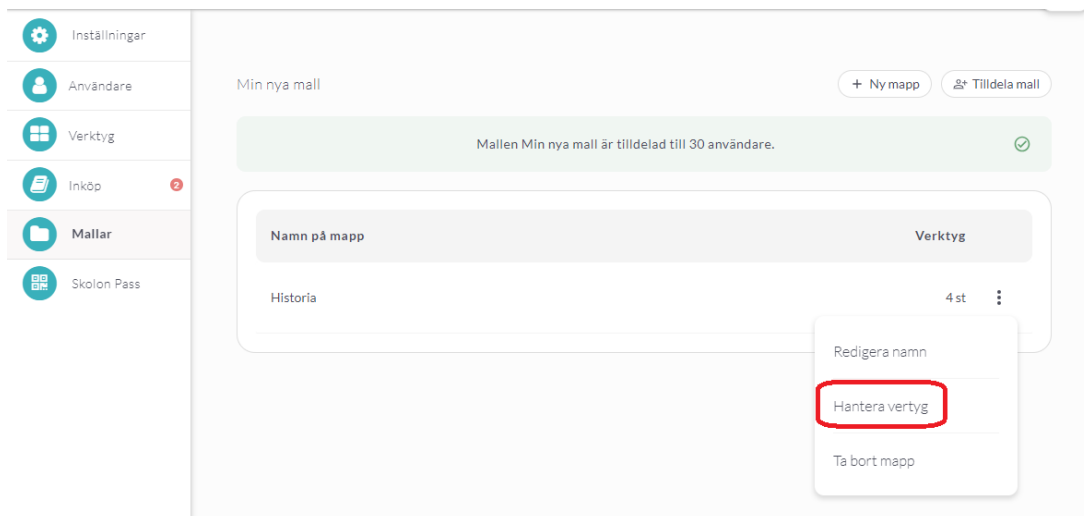 Inställningar
Användare
Verktyg
Inköp 2
Mallar
Skolon Pass
Min nya mall
+ Ny mapp
Tilldela mall
Mallen Min nya mall är tilldelad till 30 användare.
Namn på mapp Verktyg
Historia 4 st
Redigera namn
Hantera vertyg
Ta bort mapp